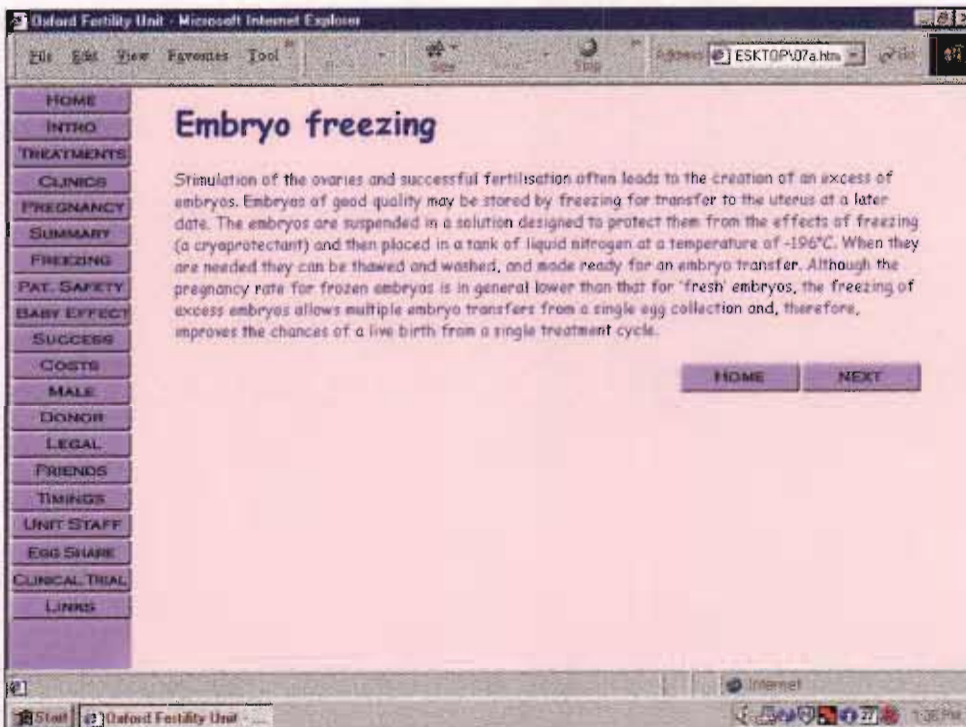 Oxford Fertility Unit - Microsoft Internet Explorer
File Edit View Favorites Tool
Size Stop Address ESKTOP\07a.htm Go
HOME
INTRO
TREATMENTS
CLINICS
PREGNANCY
SUMMARY
FREEZING
PAT. SAFETY
BABY EFFECT
SUCCESS
COSTS
MALE
DONOR
LEGAL
FRIENDS
TIMINGS
UNIT STAFF
EGG SHARE
CLINICAL TRIAL
LINKS
Embryo freezing
Stimulation of the ovaries and successful fertilisation often leads to the creation of an excess of
embryos. Embryos of good quality may be stored by freezing for transfer to the uterus at a later
date. The embryos are suspended in a solution designed to protect them from the effects of freezing
(a cryoprotectant) and then placed in a tank of liquid nitrogen at a temperature of -196°C. When they
are needed they can be thawed and washed, and made ready for an embryo transfer. Although the
pregnancy rate for frozen embryos is in general lower than that for 'fresh' embryos, the freezing of
excess embryos allows multiple embryo transfers from a single egg collection and, therefore,
improves the chances of a live birth from a single treatment cycle.
HOME NEXT
Internet
Start Oxford Fertility Unit - ...
27